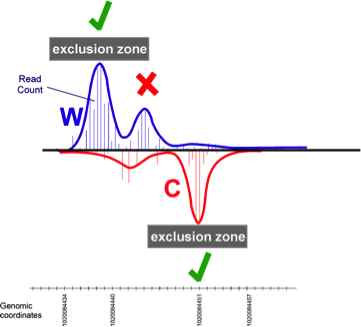 exclusion zone
Read
Count
W
C
exclusion zone
Genomic
coordinates
1020084434
1020084440
1020084451
1020084457